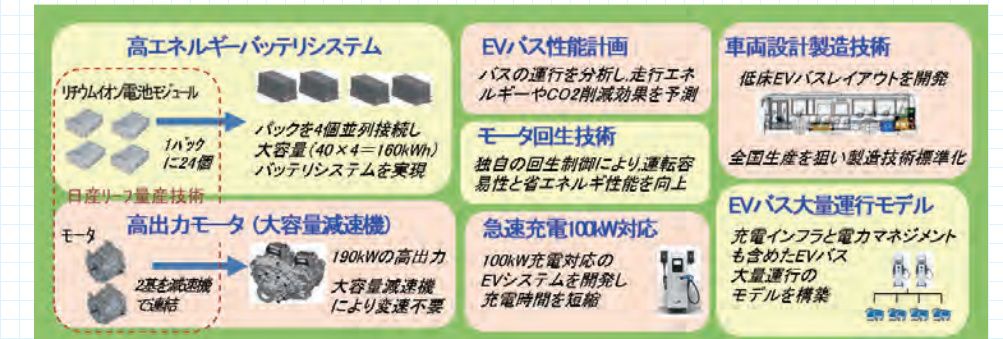 高エネルギーバッテリシステム
リチウムイオン電池モジュール
1パック
に24個
パックを4個並列接続し
大容量(40×4=160kWh)
バッテリシステムを実現
日産リーフ量産技術
高出力モータ(大容量減速機)
モータ
2基を減速機
で連結
190kWの高出力
大容量減速機
により変速不要
EVバス性能計画
バスの運行を分析し、走行エネ
ルギーやCO2削減効果を予測
モータ回生技術
独自の回生制御により、運転容
易性と省エネルギ性能を向上
急速充電100kW対応
100kW充電対応の
EVシステムを開発し
充電時間を短縮
車両設計製造技術
低床EVバスレイアウトを開発
全国生産を狙い製造技術標準化
EVバス大量運行モデル
充電インフラと電力マネジメント
も含めたEVバス
大量運行の
モデルを構築